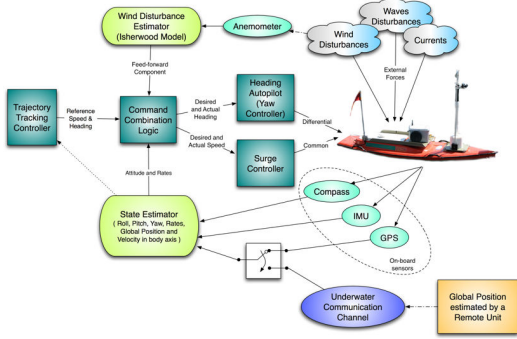 Waves
Disturbances
Wind Disturbance
Estimator
(Isherwood Model)
Anemometer
Wind
Disturbances
Currents
Feed-forward
Component
External
Forces
Trajectory
Tracking
Controller
Reference
Speed &
Heading
Command
Combination
Logic
Desired
and Actual
Heading
Heading
Autopilot
(Yaw
Controller)
Differential
Desired and
Actual Speed
Surge
Controller
Common
Attitude and Rates
Compass
State Estimator
( Roll, Pitch, Yaw, Rates,
Global Position and
Velocity in body axis )
IMU
GPS
On-board
sensors
Underwater
Communication
Channel
Global Position
estimated by a
Remote Unit